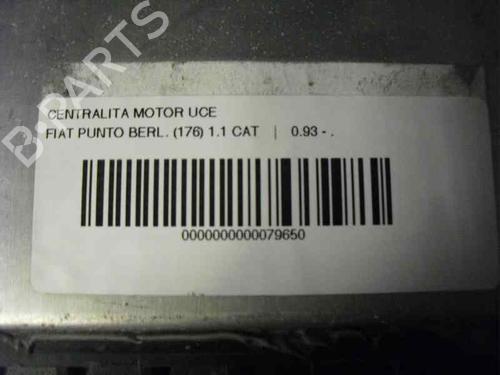 B-PARTS
CENTRALITA MOTOR UCE
FIAT PUNTO BERL. (176) 1.1 CAT | 0.93 - .
0000000000079650